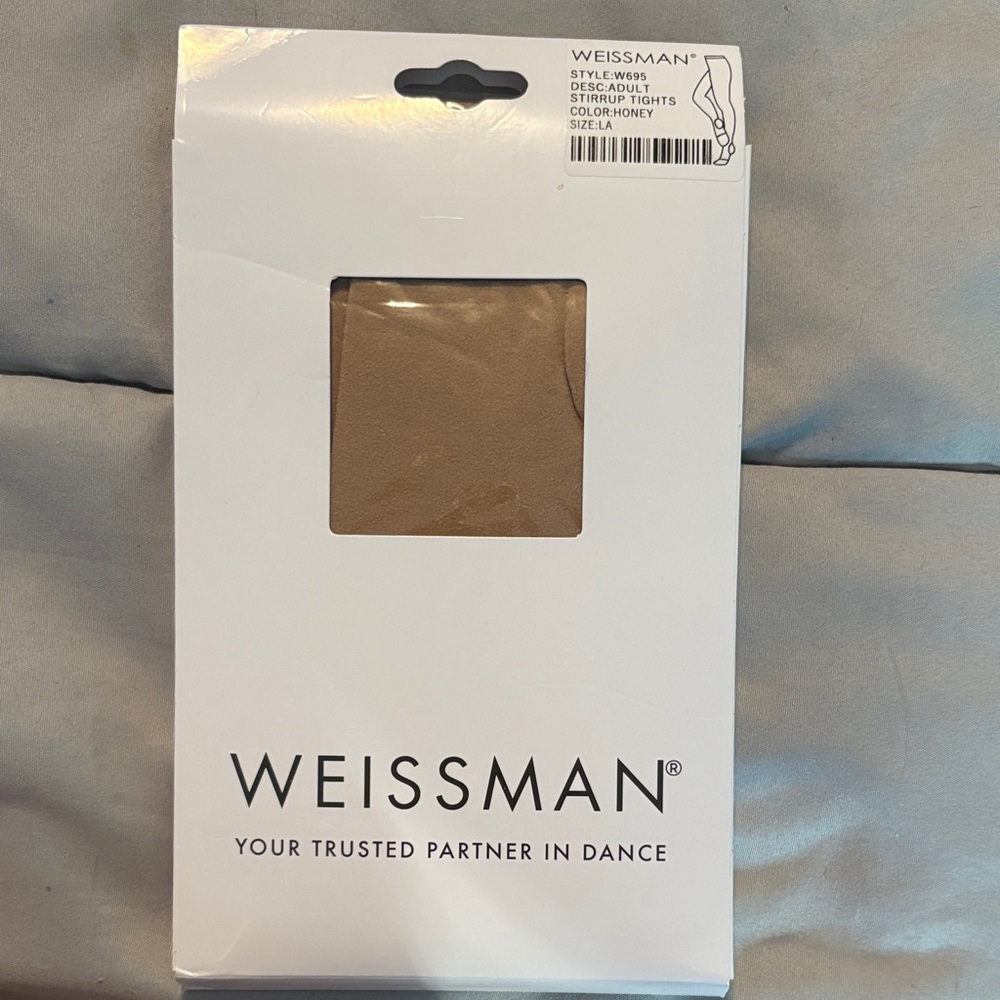 WEISSMAN®
STYLE:W695
DESC:ADULT
STIRRUP TIGHTS
COLOR:HONEY
SIZE:LA
WEISSMAN®
YOUR TRUSTED PARTNER IN DANCE